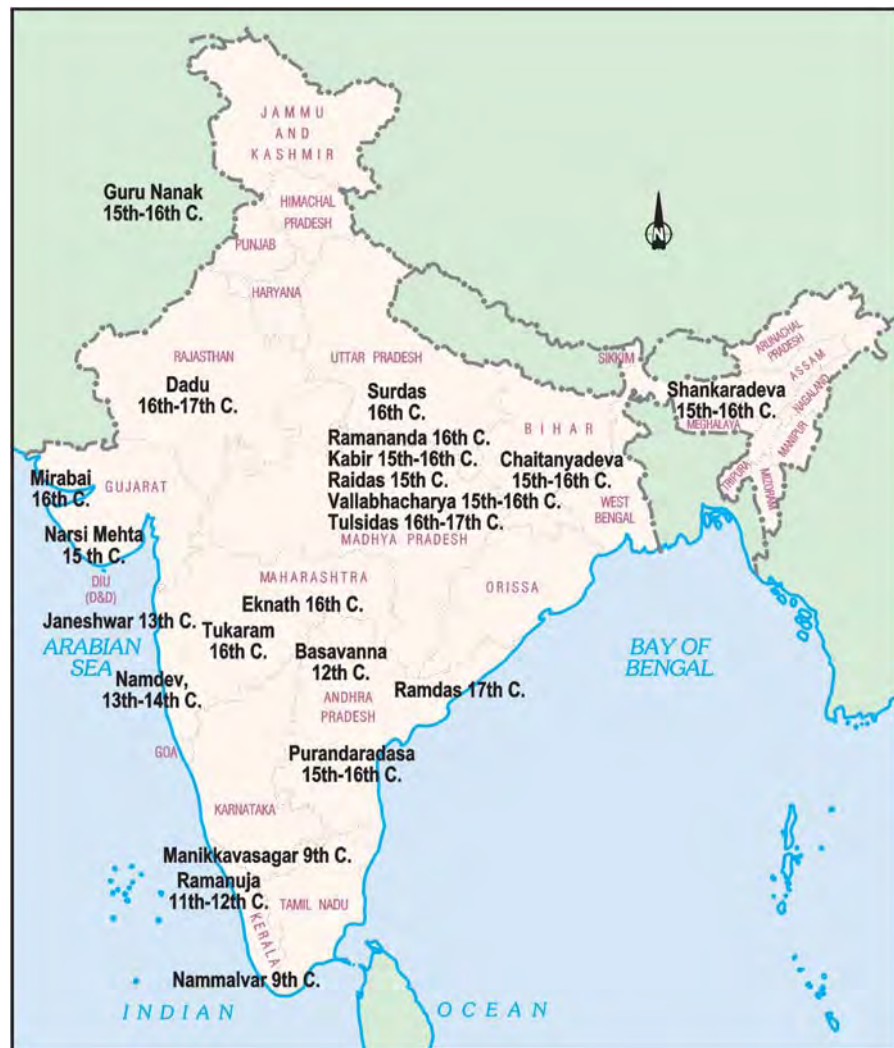 JAMMU
AND
KASHMIR
Guru Nanak
15th-16th C.
HIMACHAL
PRADESH
PUNJAB
N
HARYANA
RAJASTHAN
UTTAR PRADESH
SIKKIM
ARUNACHAL
PRADESH
ASSAM
NAGALAND
Dadu
16th-17th C.
Surdas
16th C.
Shankaradeva
15th-16th C.
MEGHALAYA
MANIPUR
TRIPURA
MIZORAM
BIHAR
Ramananda 16th C.
Kabir 15th-16th C.
Raidas 15th C.
Vallabhacharya 15th-16th C.
Tulsidas 16th-17th C.
Chaitanyadeva
15th-16th C.
WEST
BENGAL
Mirabai
16th C.
GUJARAT
Narsi Mehta
15 th C.
MADHYA PRADESH
DIU
(D&D)
MAHARASHTRA
ORISSA
Eknath 16th C.
Janeshwar 13th C.
Tukaram
16th C.
ARABIAN
SEA
BAY OF
BENGAL
Basavanna
12th C.
Namdev,
13th-14th C.
Ramdas 17th C.
ANDHRA
PRADESH
GOA
Purandaradasa
15th-16th C.
KARNATAKA
Manikkavasagar 9th C.
Ramanuja
11th-12th C.
TAMIL NADU
KERALA
Nammalvar 9th C.
INDIAN OCEAN